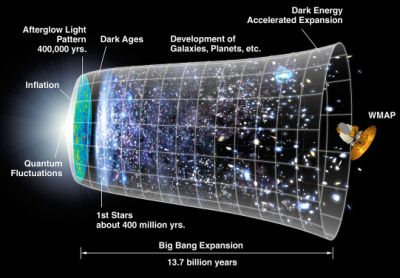 Afterglow Light
Pattern
400,000 yrs.
Dark Ages
Development of
Galaxies, Planets, etc.
Dark Energy
Accelerated Expansion
Inflation
WMAP
Quantum
Fluctuations
1st Stars
about 400 million yrs.
Big Bang Expansion
13.7 billion years